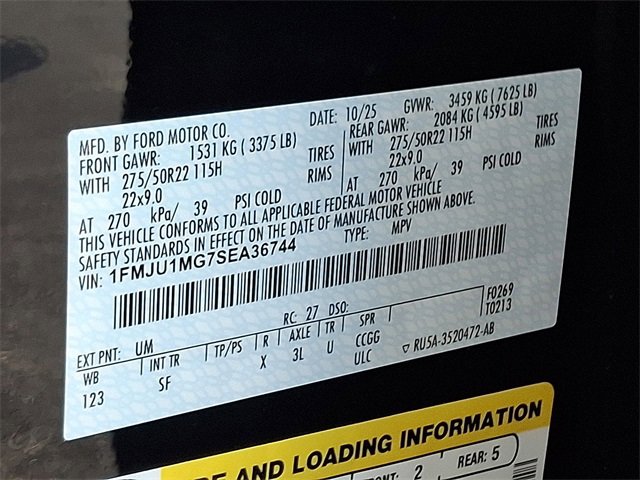 MFD. BY FORD MOTOR CO. DATE: 10/25 GVWR: 3459 KG ( 7625 LB)
FRONT GAWR: 1531 KG ( 3375 LB) REAR GAWR: 2084 KG ( 4595 LB)
WITH 275/50R22 115H TIRES 275/50R22 115H TIRES
22x9.0 RIMS 22x9.0 RIMS
AT 270 kPa/ 39 PSI COLD AT 270 kPa/ 39 PSI COLD
THIS VEHICLE CONFORMS TO ALL APPLICABLE FEDERAL MOTOR VEHICLE
SAFETY STANDARDS IN EFFECT ON THE DATE OF MANUFACTURE SHOWN ABOVE.
VIN: 1FMJU1MG7SEA36744 TYPE: MPV
F0269
T0213
EXT PNT: UM RC: 27 DSO:
WB INT TR TP/PS R AXLE TR SPR
123 SF X 3L U CCGG
ULC
RU5A-3520472-AB
AND LOADING INFORMATION
2 REAR: 5